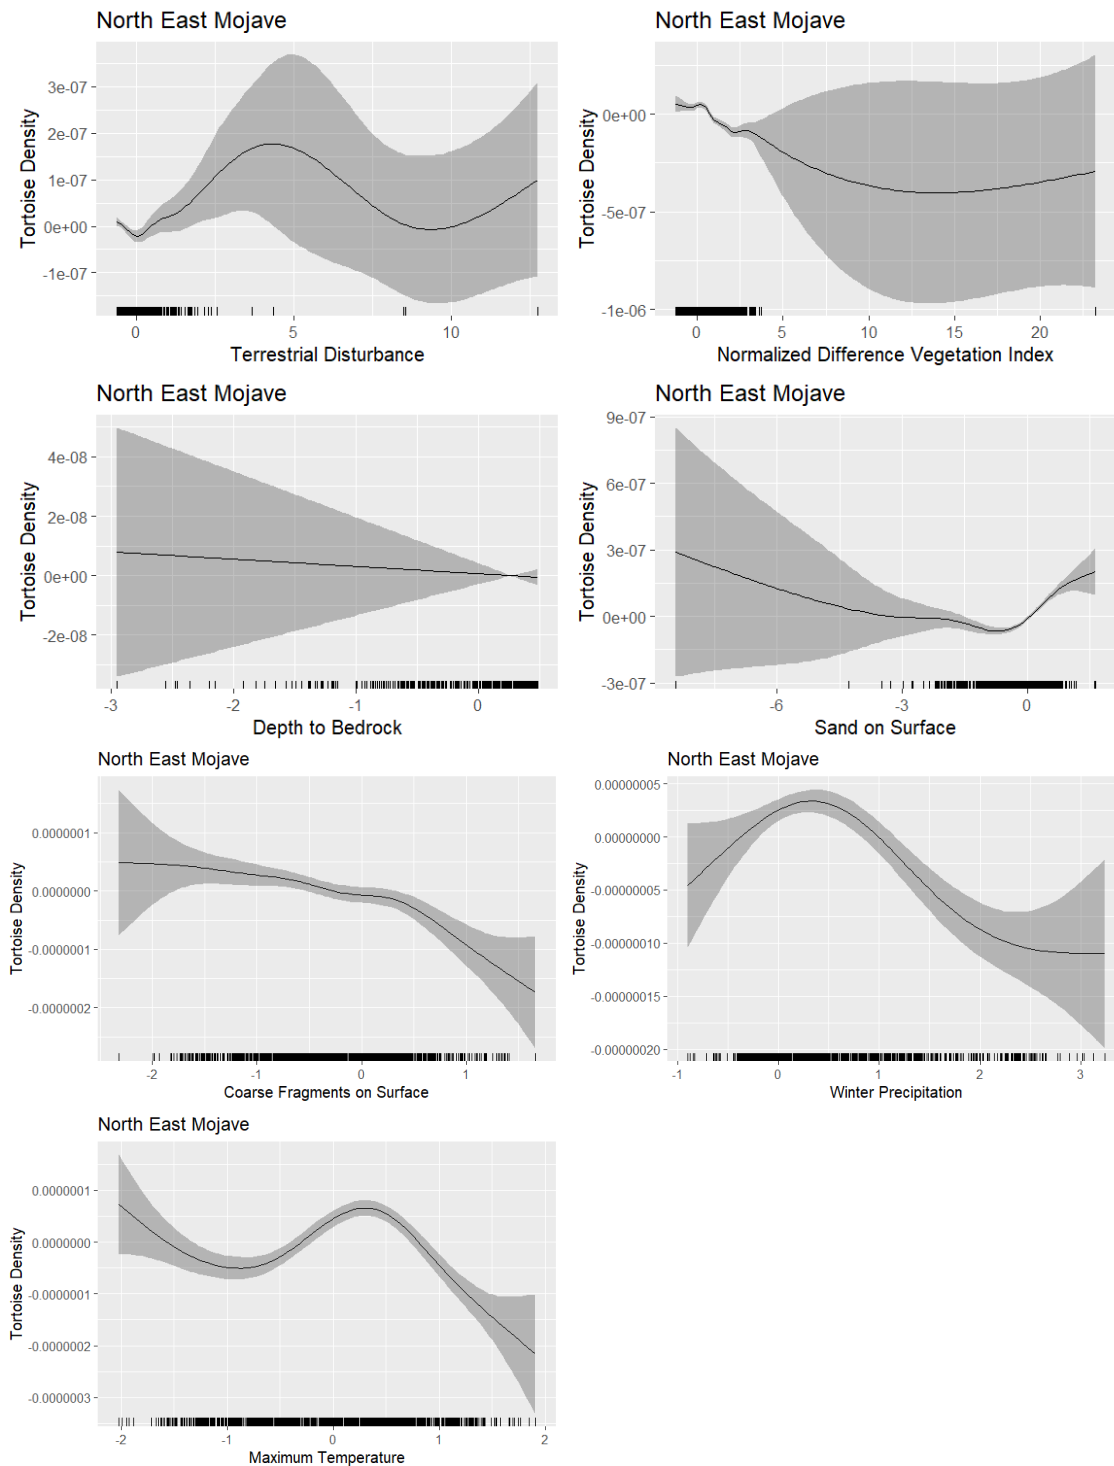 North East Mojave
Tortoise Density
3e-07
2e-07
1e-07
0e+00
-1e-07
0 5 10
Terrestrial Disturbance
North East Mojave
Tortoise Density
0e+00
-5e-07
-1e-06
0 5 10 15 20
Normalized Difference Vegetation Index
North East Mojave
Tortoise Density
4e-08
2e-08
0e+00
-2e-08
-3 -2 -1 0
Depth to Bedrock
North East Mojave
Tortoise Density
9e-07
6e-07
3e-07
0e+00
-3e-07
-6 -3 0
Sand on Surface
North East Mojave
Tortoise Density
0.0000001
0.0000000
-0.0000001
-0.0000002
-2 -1 0 1
Coarse Fragments on Surface
North East Mojave
Tortoise Density
0.00000005
0.00000000
-0.00000005
-0.00000010
-0.00000015
-0.00000020
-1 0 1 2 3
Winter Precipitation
North East Mojave
Tortoise Density
0.0000001
0.0000000
-0.0000001
-0.0000002
-0.0000003
-2 -1 0 1 2
Maximum Temperature